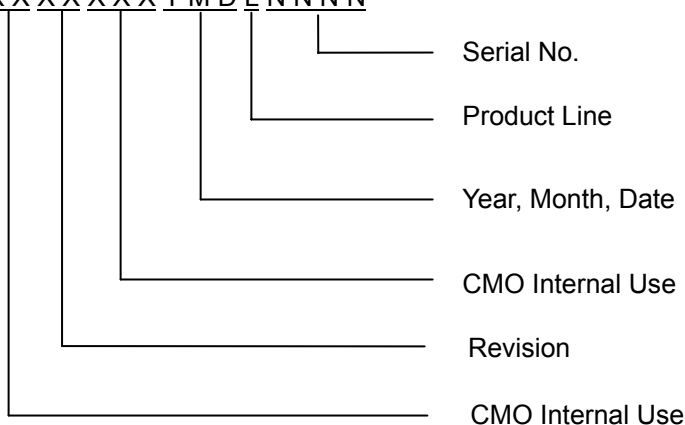 X X X X X X X Y M D L N N N N
Serial No.
Product Line
Year, Month, Date
CMO Internal Use
Revision
CMO Internal Use